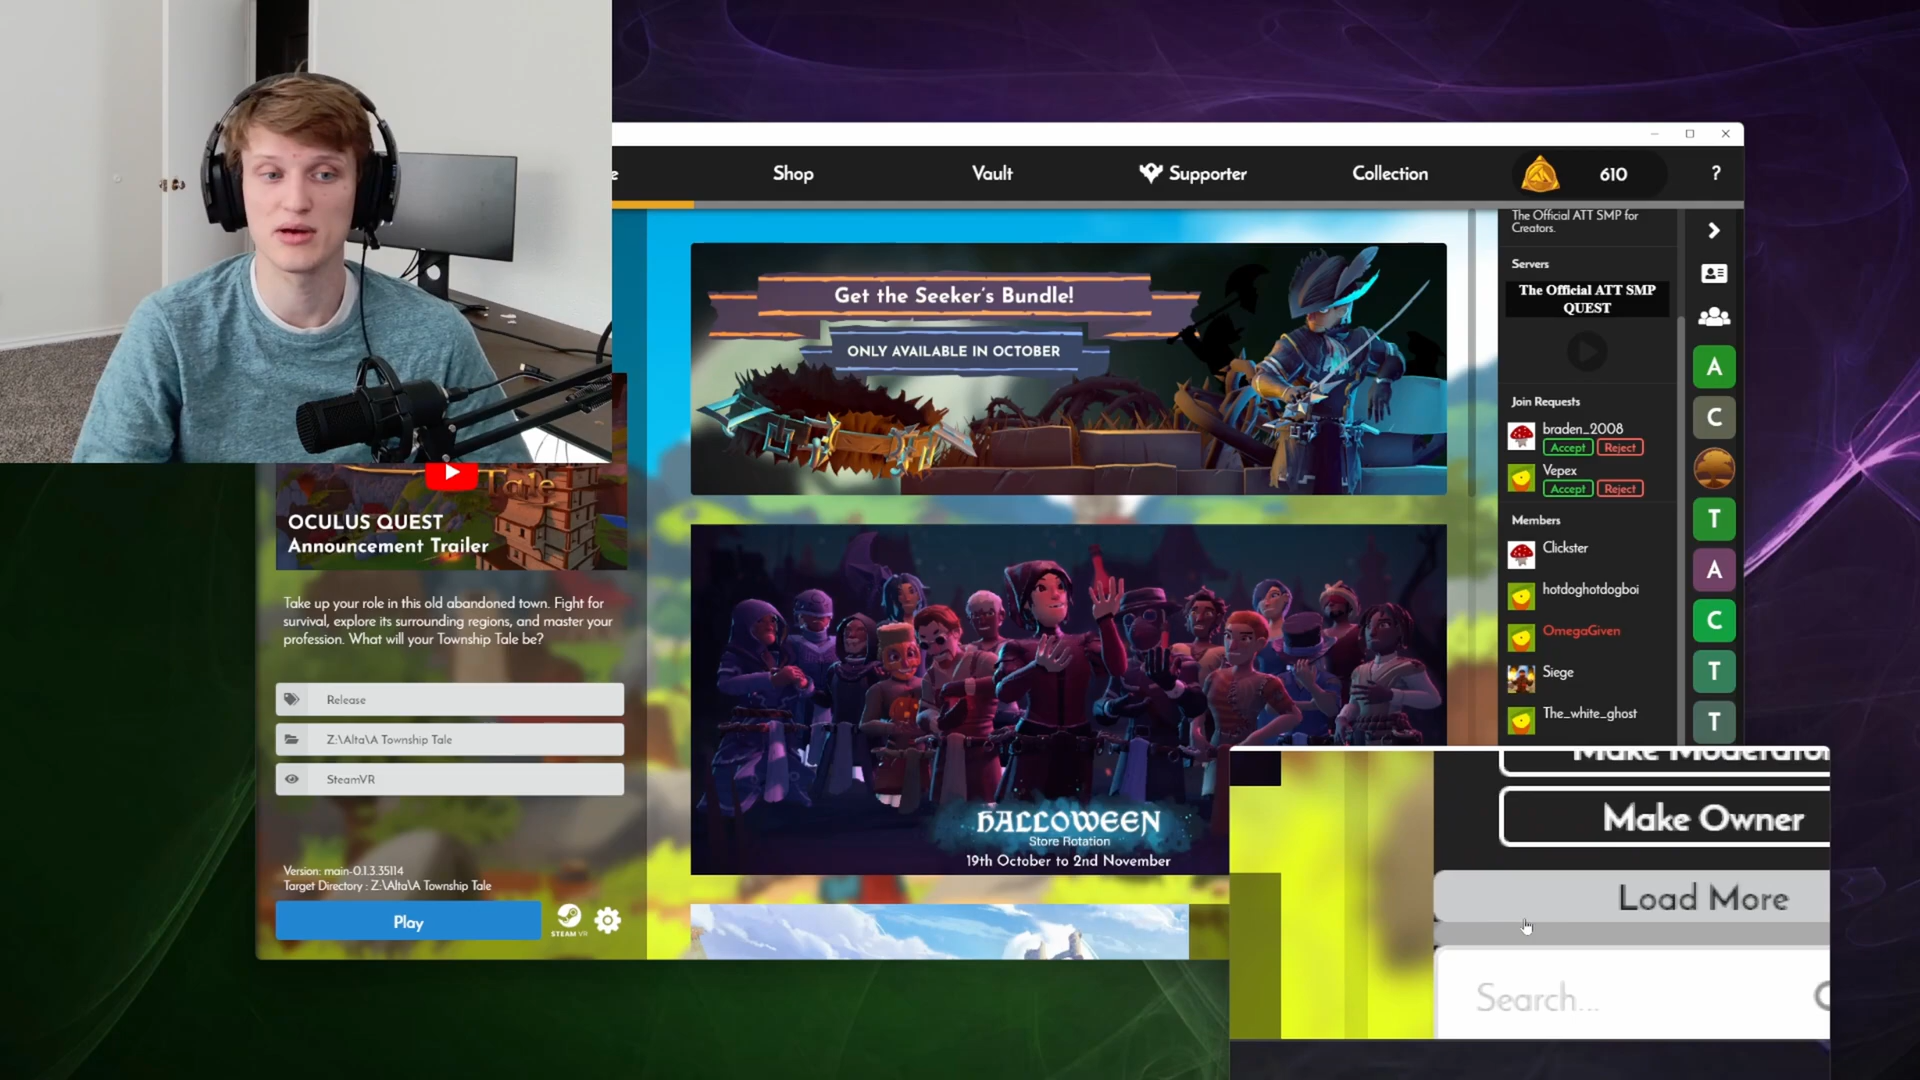 Shop
Vault
Supporter
Collection
610
?
Get the Seeker's Bundle!
ONLY AVAILABLE IN OCTOBER
Tale
OCULUS QUEST
Announcement Trailer
Take up your role in this old abandoned town. Fight for
survival, explore its surrounding regions, and master your
profession. What will your Township Tale be?
Release
Z:\Alta\A Township Tale
SteamVR
Version: main-0.1.3.35114
Target Directory : Z:\Alta\A Township Tale
Play
STEAM VR
HALLOWEEN
Store Rotation
19th October to 2nd November
The Official ATT SMP for
Creators.
Servers
The Official ATT SMP
QUEST
Join Requests
braden_2008
Accept Reject
Vepex
Accept Reject
Members
Clickster
hotdoghotdogboi
OmegaGiven
Siege
The_white_ghost
A
C
T
A
C
T
T
Make Moderator
Make Owner
Load More
Search...